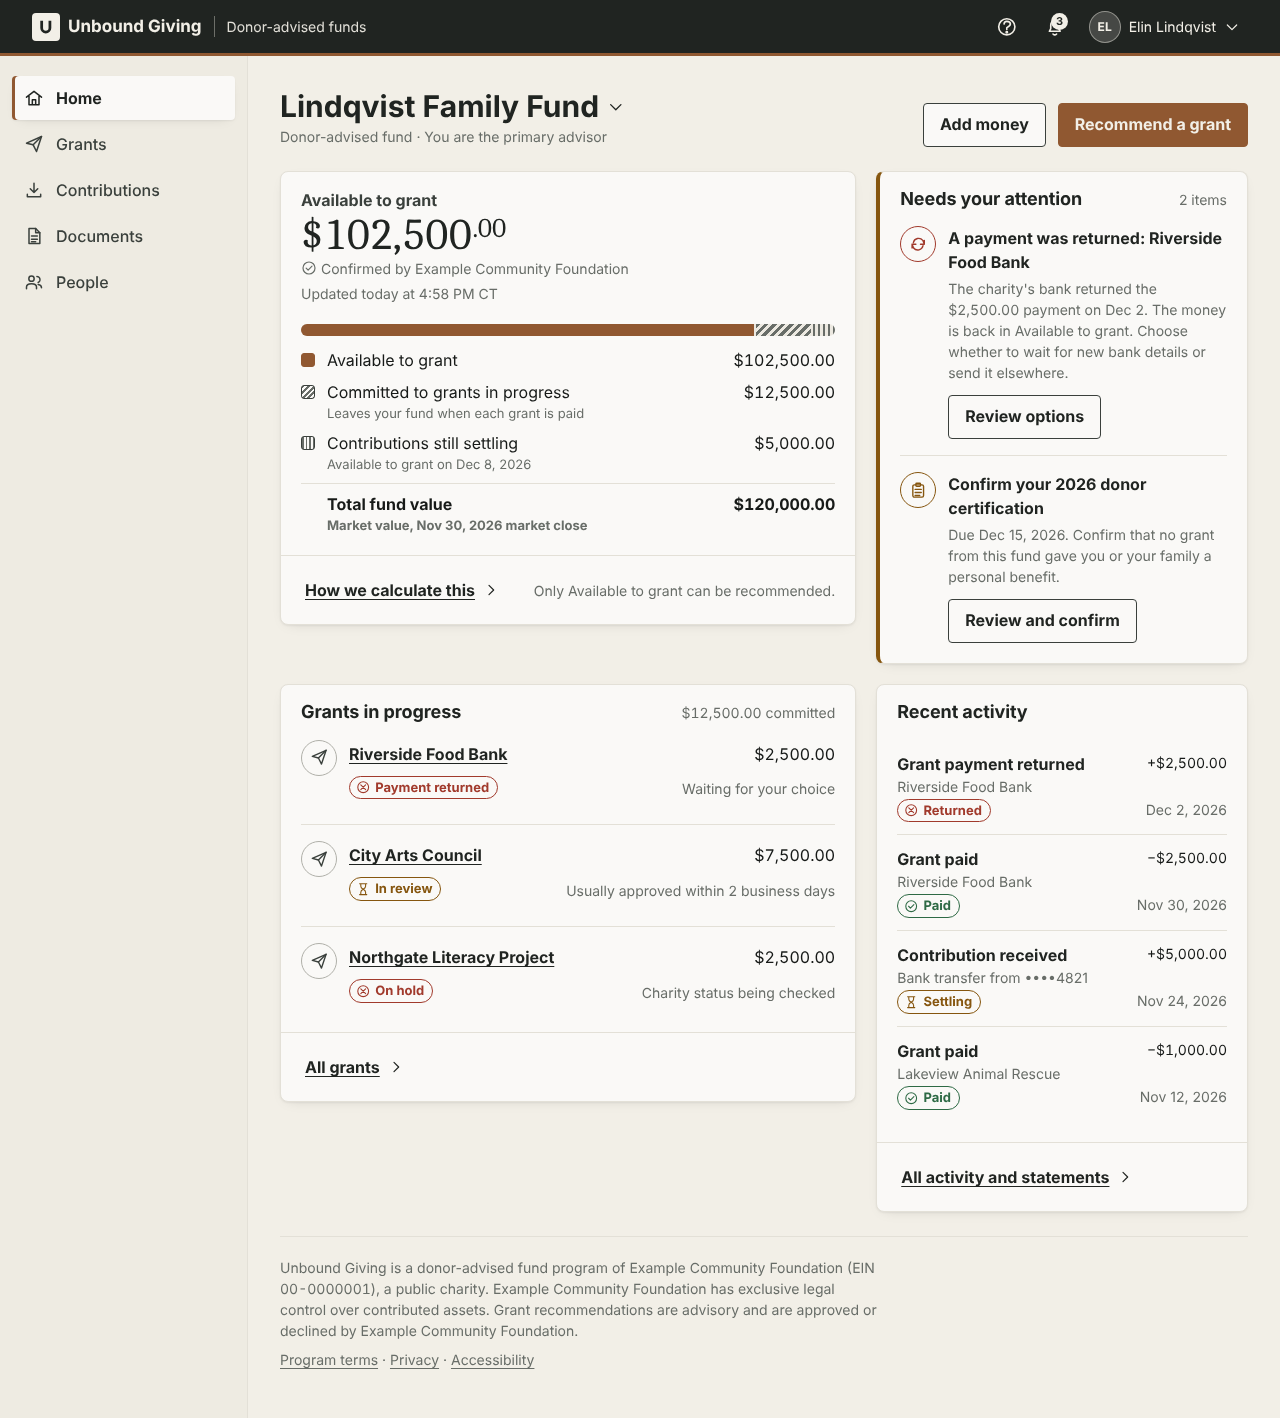 U Unbound Giving Donor-advised funds 3 EL Elin Lindqvist
Home
Grants
Contributions
Documents
People
Lindqvist Family Fund
Donor-advised fund · You are the primary advisor
Add money
Recommend a grant
Available to grant
$102,500.00
Confirmed by Example Community Foundation
Updated today at 4:58 PM CT
Available to grant $102,500.00
Committed to grants in progress $12,500.00
Leaves your fund when each grant is paid
Contributions still settling $5,000.00
Available to grant on Dec 8, 2026
Total fund value $120,000.00
Market value, Nov 30, 2026 market close
How we calculate this Only Available to grant can be recommended.
Needs your attention 2 items
A payment was returned: Riverside
Food Bank
The charity's bank returned the
$2,500.00 payment on Dec 2. The money
is back in Available to grant. Choose
whether to wait for new bank details or
send it elsewhere.
Review options
Confirm your 2026 donor
certification
Due Dec 15, 2026. Confirm that no grant
from this fund gave you or your family a
personal benefit.
Review and confirm
Grants in progress $12,500.00 committed
Riverside Food Bank $2,500.00
Payment returned Waiting for your choice
City Arts Council $7,500.00
In review Usually approved within 2 business days
Northgate Literacy Project $2,500.00
On hold Charity status being checked
All grants
Recent activity
Grant payment returned +$2,500.00
Riverside Food Bank
Returned Dec 2, 2026
Grant paid −$2,500.00
Riverside Food Bank
Paid Nov 30, 2026
Contribution received +$5,000.00
Bank transfer from ••••4821
Settling Nov 24, 2026
Grant paid −$1,000.00
Lakeview Animal Rescue
Paid Nov 12, 2026
All activity and statements
Unbound Giving is a donor-advised fund program of Example Community Foundation (EIN
00-0000001), a public charity. Example Community Foundation has exclusive legal
control over contributed assets. Grant recommendations are advisory and are approved or
declined by Example Community Foundation.
Program terms · Privacy · Accessibility